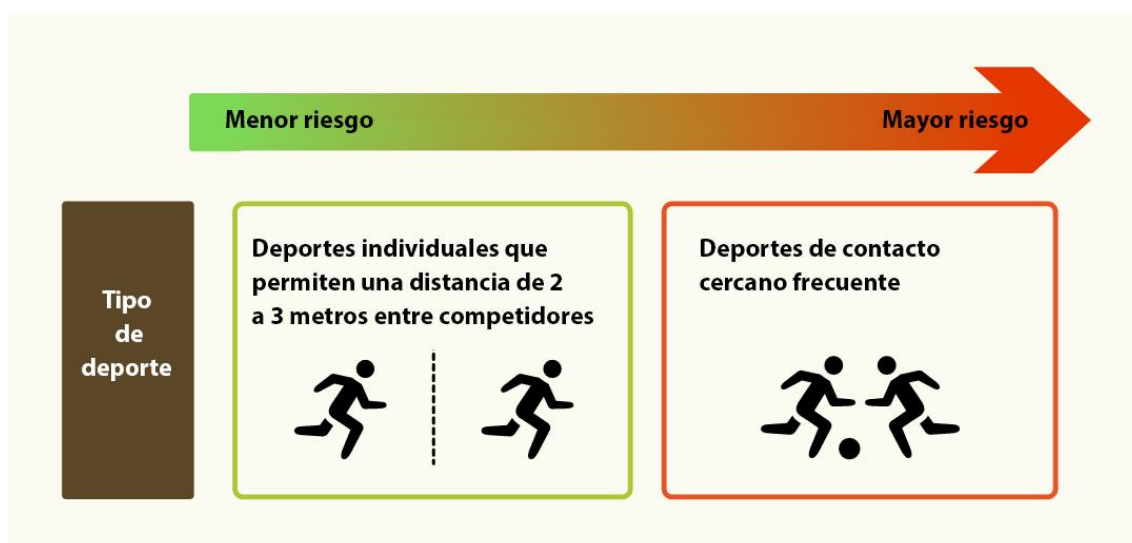 Menor riesgo
Mayor riesgo
Tipo
de
deporte
Deportes individuales que
permiten una distancia de 2
a 3 metros entre competidores
Deportes de contacto
cercano frecuente